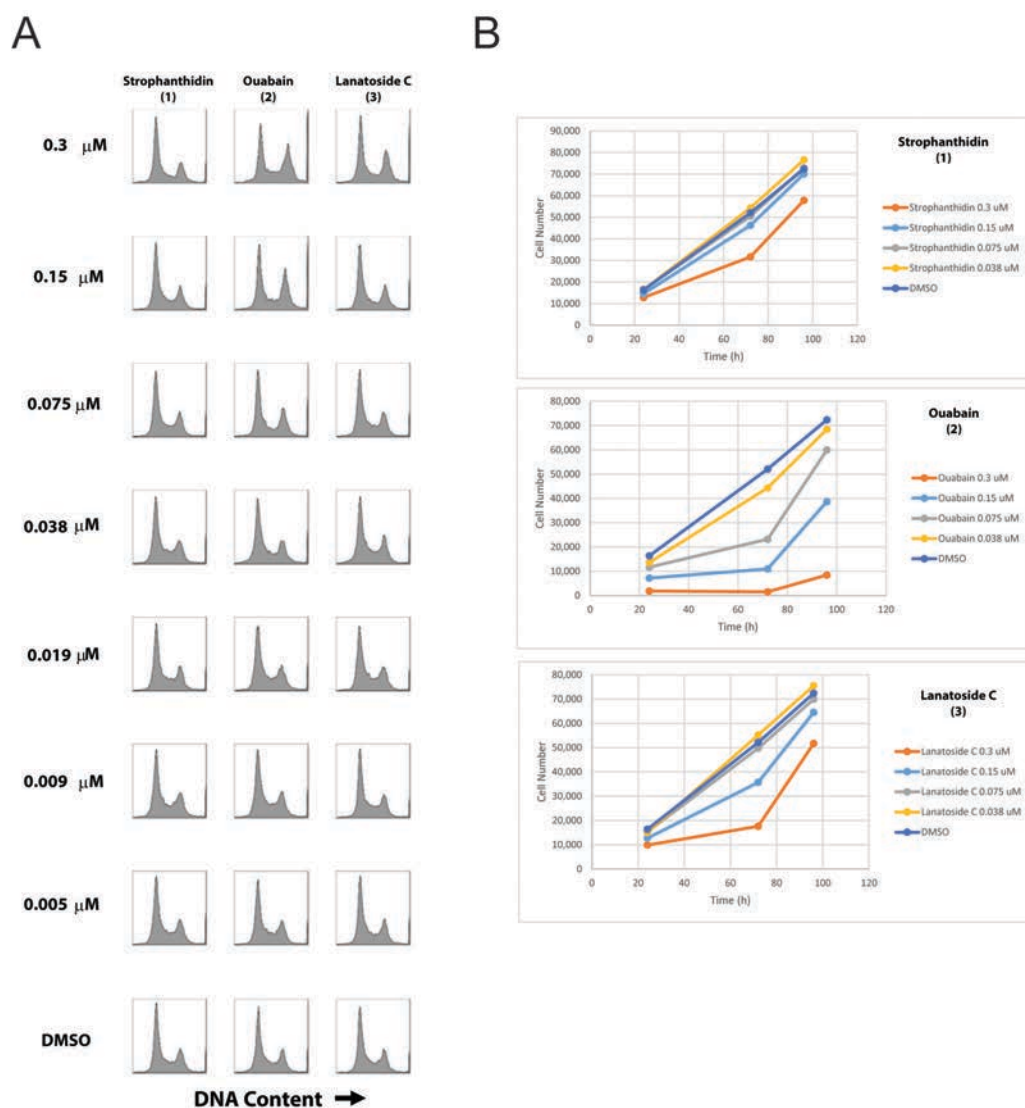 A
Strophanthidin
(1)
Ouabain
(2)
Lanatoside C
(3)
0.3 μM
0.15 μM
0.075 μM
0.038 μM
0.019 μM
0.009 μM
0.005 μM
DMSO
DNA Content →
B
90,000
80,000
70,000
60,000
50,000
40,000
30,000
20,000
10,000
0
Cell Number
0 20 40 60 80 100 120
Time (h)
Strophanthidin
(1)
Strophanthidin 0.3 uM
Strophanthidin 0.15 uM
Strophanthidin 0.075 uM
Strophanthidin 0.038 uM
DMSO
80,000
70,000
60,000
50,000
40,000
30,000
20,000
10,000
0
Cell Number
0 20 40 60 80 100 120
Time (h)
Ouabain
(2)
Ouabain 0.3 uM
Ouabain 0.15 uM
Ouabain 0.075 uM
Ouabain 0.038 uM
DMSO
80,000
70,000
60,000
50,000
40,000
30,000
20,000
10,000
0
Cell Number
0 20 40 60 80 100 120
Time (h)
Lanatoside C
(3)
Lanatoside C 0.3 uM
Lanatoside C 0.15 uM
Lanatoside C 0.075 uM
Lanatoside C 0.038 uM
DMSO